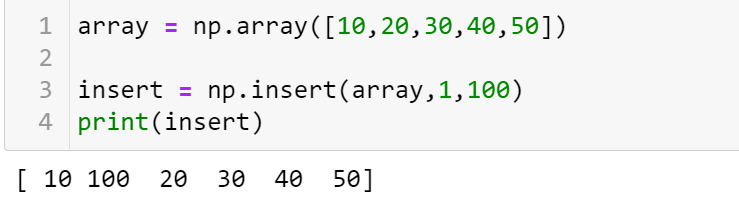 1 array = np.array([10,20,30,40,50])
2
3 insert = np.insert(array,1,100)
4 print(insert)
[ 10 100  20  30  40  50]